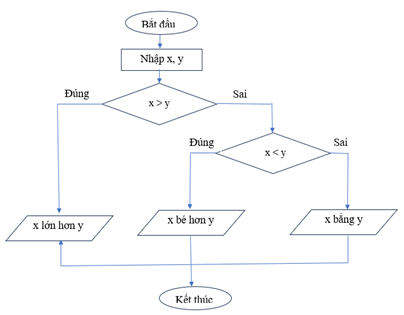 Bắt đầu
Nhập x, y
Đúng
x > y
Sai
Đúng
x < y
Sai
x lớn hơn y
x bé hơn y
x bằng y
Kết thúc